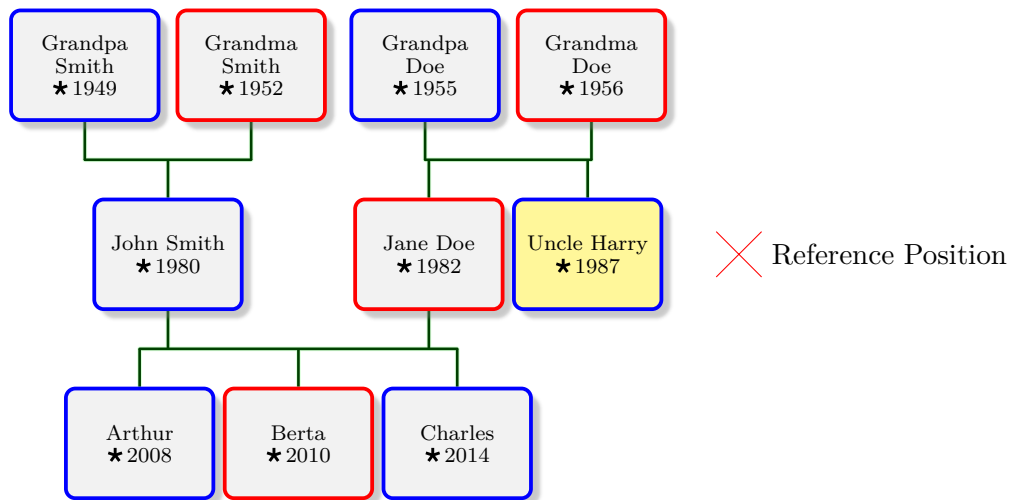 Grandpa
Smith
★1949
Grandma
Smith
★1952
Grandpa
Doe
★1955
Grandma
Doe
★1956
John Smith
★1980
Jane Doe
★1982
Uncle Harry
★1987
Reference Position
Arthur
★2008
Berta
★2010
Charles
★2014